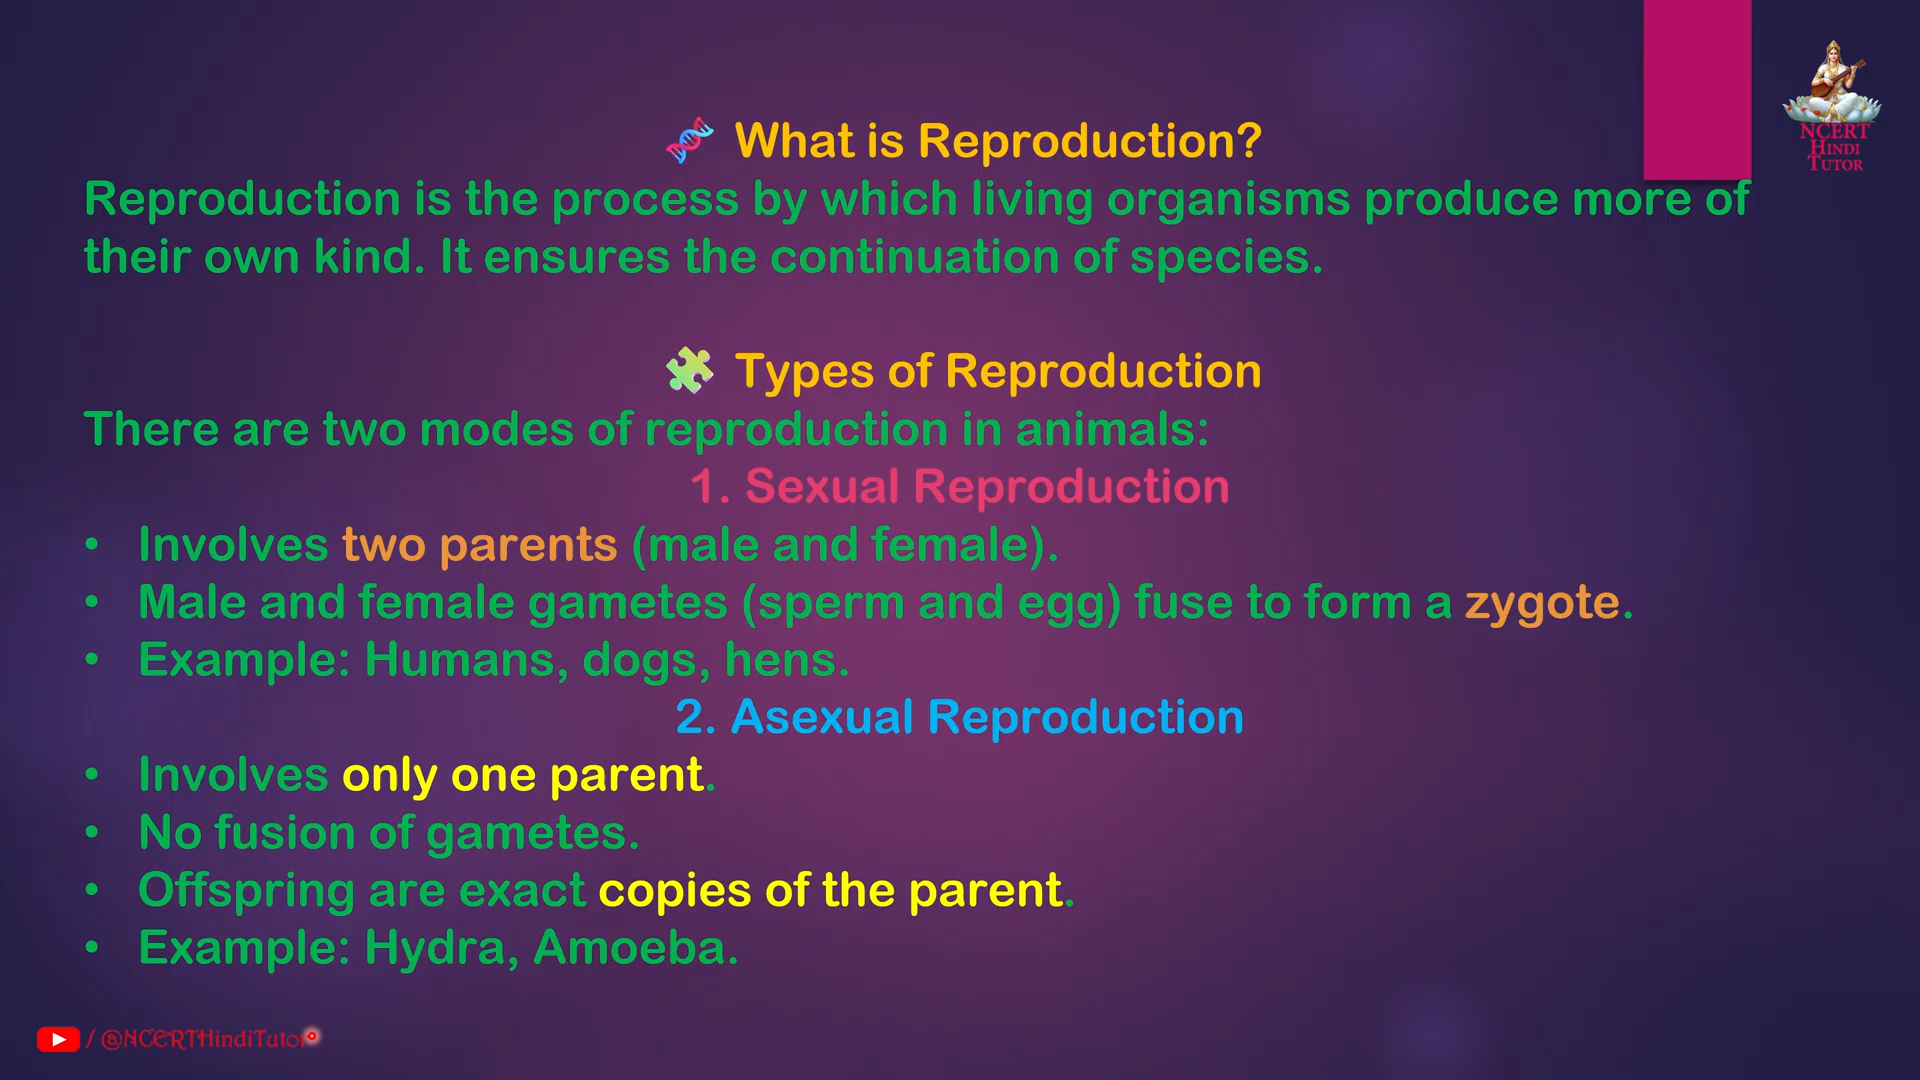 NCERT
HINDI
TUTOR
🧬 What is Reproduction?
Reproduction is the process by which living organisms produce more of
their own kind. It ensures the continuation of species.
🧩 Types of Reproduction
There are two modes of reproduction in animals:
1. Sexual Reproduction
• Involves two parents (male and female).
• Male and female gametes (sperm and egg) fuse to form a zygote.
• Example: Humans, dogs, hens.
2. Asexual Reproduction
• Involves only one parent.
• No fusion of gametes.
• Offspring are exact copies of the parent.
• Example: Hydra, Amoeba.
/ @NCERTHindiTutor